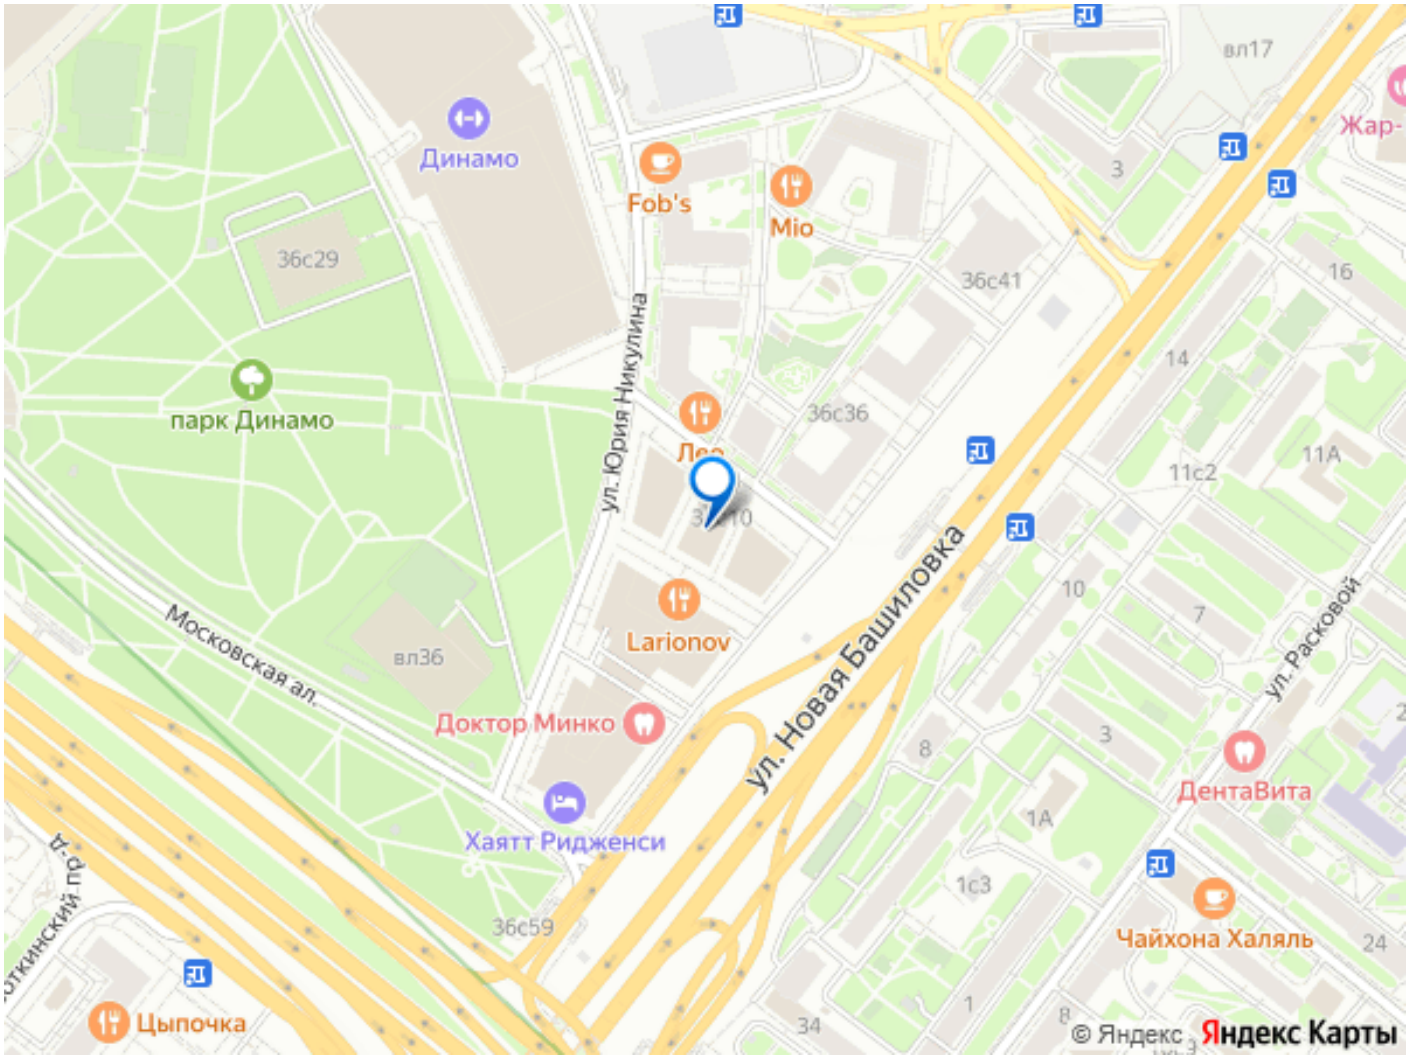 вл17
Жар-
Динамо
3
Fob's
Mio
36с29
16
36с41
ул. Юрия Никулина
14
парк Динамо
36с36
11А
11с2
ул. Новая Башиловка
10
ул. Расковой
7
Московская ал.
Larionov
вл36
Доктор Минко
3
8
ДентаВита
1А
Хаятт Ридженси
1с3
36с59
Чайхона Халяль
24
Цыпочка
34
1
8
© Яндекс Яндекс Карты